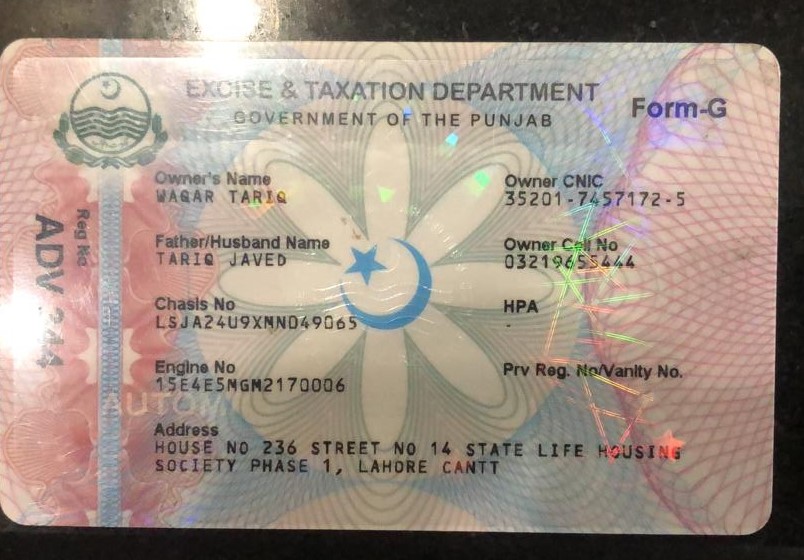 EXCISE & TAXATION DEPARTMENT
GOVERNMENT OF THE PUNJAB
Form-G
Owner's Name
WAQAR TARIQ
Owner CNIC
35201-7457172-5
Father/Husband Name
TARIQ JAVED
Owner Cell No
03219655444
Chasis No
LSJA24U9XMN049065
HPA
-
Engine No
15E4E5MGM2170006
Prv Reg. No/Vanity No.
Address
HOUSE NO 236 STREET NO 14 STATE LIFE HOUSING
SOCIETY PHASE 1, LAHORE CANTT
Reg No
ADV